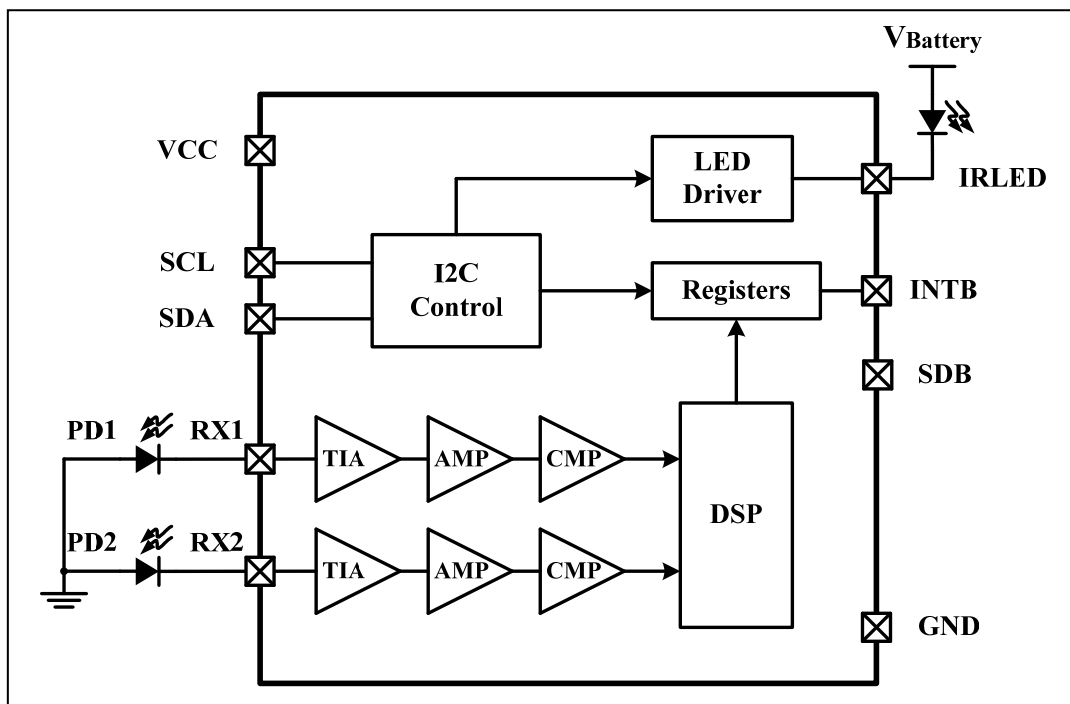 VBattery
VCC
LED
Driver
IRLED
SCL
I2C
Control
Registers
INTB
SDA
SDB
PD1
RX1
TIA
AMP
CMP
DSP
PD2
RX2
TIA
AMP
CMP
GND